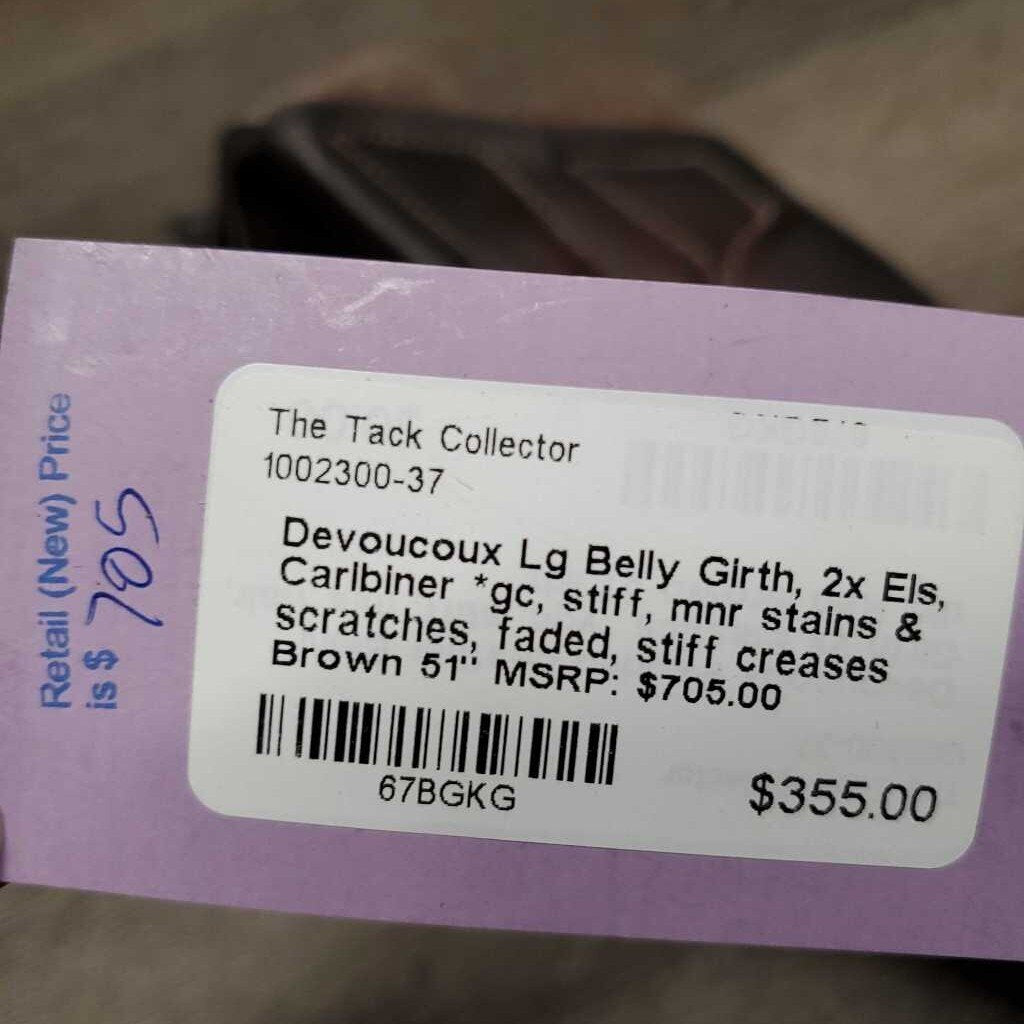 Retail (New) Price
is $ 705
The Tack Collector
1002300-37
Devoucoux Lg Belly Girth, 2x Els,
Carlbiner *gc, stiff, mnr stains &
scratches, faded, stiff creases
Brown 51" MSRP: $705.00
67BGKG
$355.00